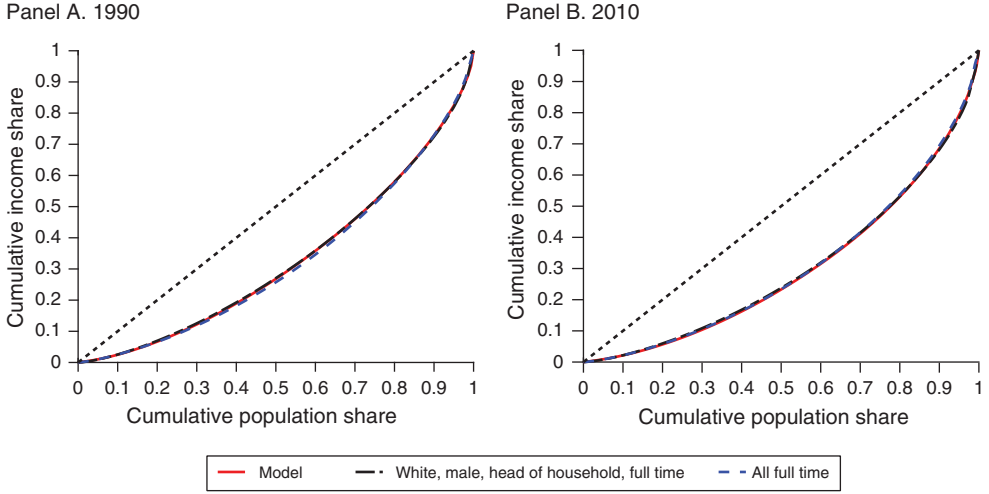 Panel A. 1990
Cumulative income share
1
0.9
0.8
0.7
0.6
0.5
0.4
0.3
0.2
0.1
0
0 0.1 0.2 0.3 0.4 0.5 0.6 0.7 0.8 0.9 1
Cumulative population share
Panel B. 2010
Cumulative income share
1
0.9
0.8
0.7
0.6
0.5
0.4
0.3
0.2
0.1
0
0 0.1 0.2 0.3 0.4 0.5 0.6 0.7 0.8 0.9 1
Cumulative population share
Model White, male, head of household, full time All full time